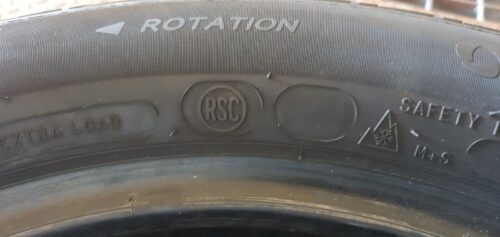 ROTATION
RSC
EXTRA LOAD
SAFETY
M+S